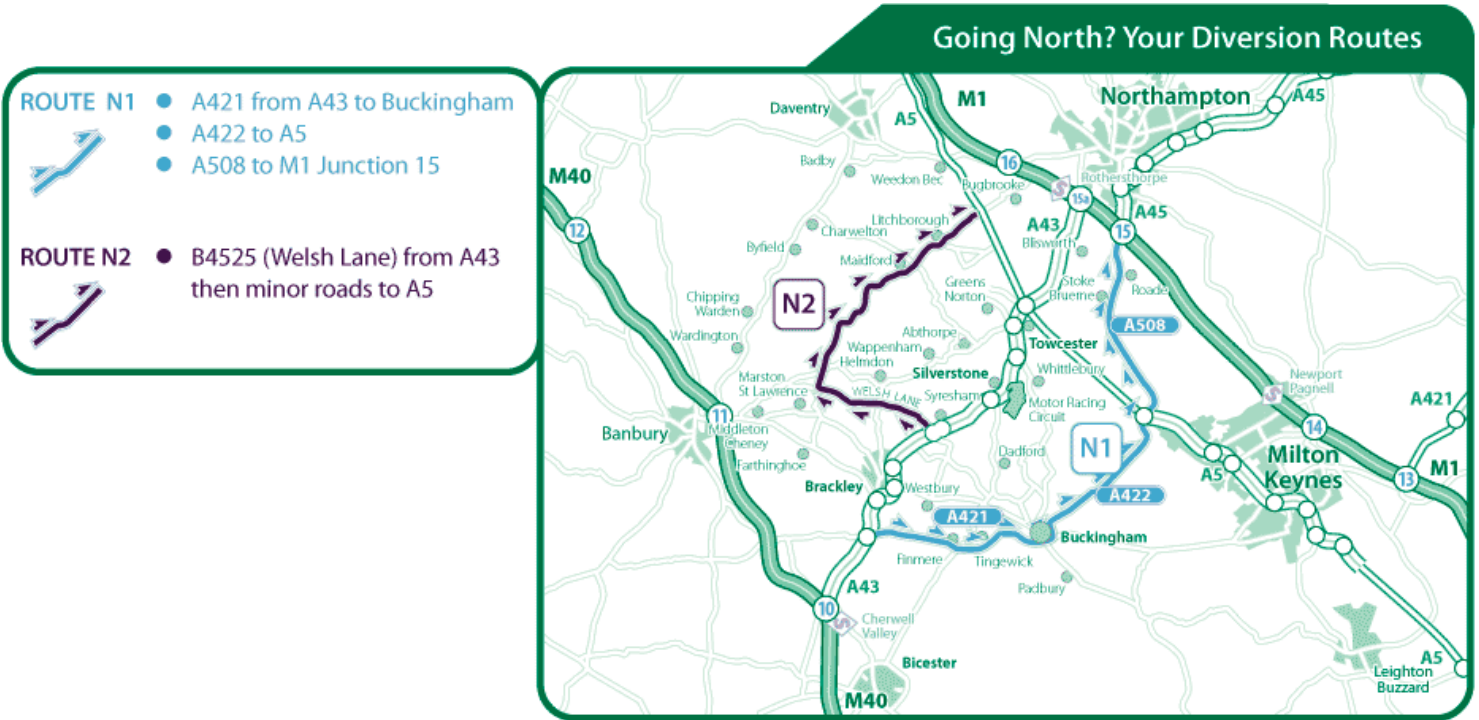 Going North? Your Diversion Routes
ROUTE N1
A421 from A43 to Buckingham
A422 to A5
A508 to M1 Junction 15
ROUTE N2
B4525 (Welsh Lane) from A43
then minor roads to A5
Daventry
A5
M1
Northampton
A45
Badby
Weedon Bec
16
Bugbrooke
S
Rothersthorpe
15a
M40
12
Litchborough
Charwelton
A43
A45
15
Byfield
Blisworth
Maidford
Greens
Norton
Stoke
Bruerne
Roade
Chipping
Warden
N2
A508
Wardington
Abthorpe
Wappenham
Towcester
Helmdon
Silverstone
Whittlebury
Marston
St Lawrence
WELSH LANE
Syresham
Motor Racing
Circuit
Newport
Pagnell
S
A421
11
Banbury
Middleton
Cheney
14
N1
Milton
Keynes
Farthinghoe
Dadford
A5
13
M1
Brackley
Westbury
A422
A421
Buckingham
Finmere
Tingewick
A43
Padbury
10
S
Cherwell
Valley
Bicester
A5
Leighton
Buzzard
M40